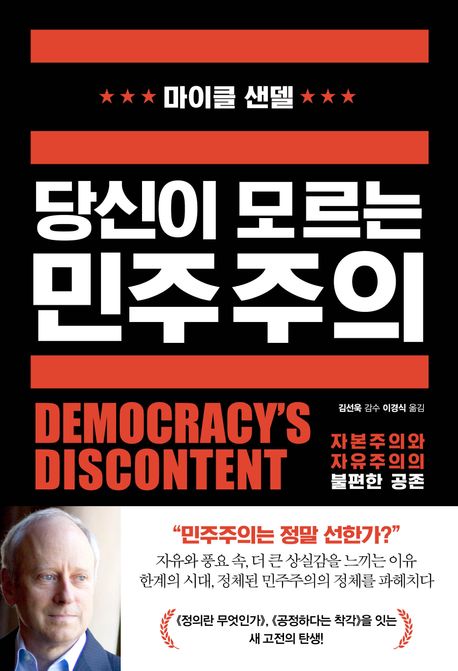 ★★★ 마이클 샌델 ★★★
당신이 모르는
민주주의
김선욱 감수 이경식 옮김
DEMOCRACY'S
DISCONTENT
자본주의와
자유주의의
불편한 공존
“민주주의는 정말 선한가?”
자유와 풍요 속, 더 큰 상실감을 느끼는 이유
한계의 시대, 정체된 민주주의의 정체를 파헤치다
《정의란 무엇인가》, 《공정하다는 착각》을 잇는
새 고전의 탄생!